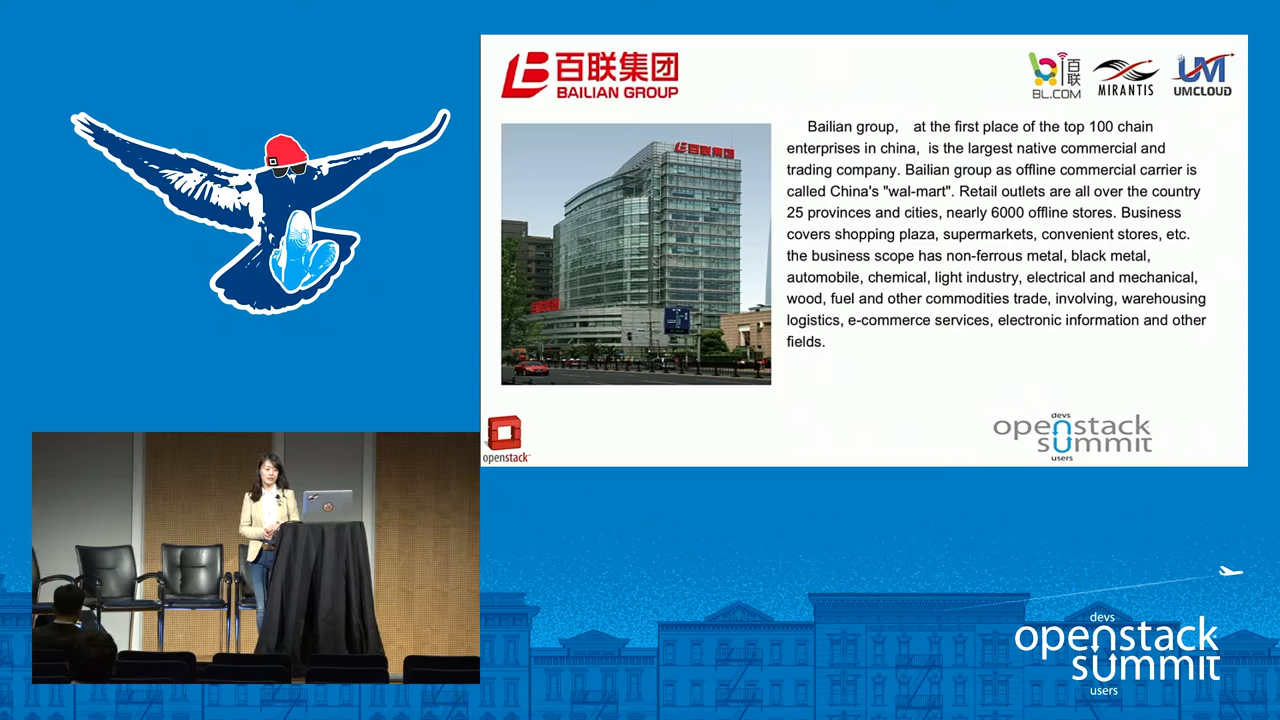 百联集团
BAILIAN GROUP
百联
BL.COM
MIRANTIS
UM
UMCLOUD
Bailian group, at the first place of the top 100 chain
enterprises in china, is the largest native commercial and
trading company. Bailian group as offline commercial carrier is
called China's "wal-mart". Retail outlets are all over the country
25 provinces and cities, nearly 6000 offline stores. Business
covers shopping plaza, supermarkets, convenient stores, etc.
the business scope has non-ferrous metal, black metal,
automobile, chemical, light industry, electrical and mechanical,
wood, fuel and other commodities trade, involving, warehousing
logistics, e-commerce services, electronic information and other
fields.
百联集团
openstack
devs
openstack
summit
users
devs
openstack
summit
users